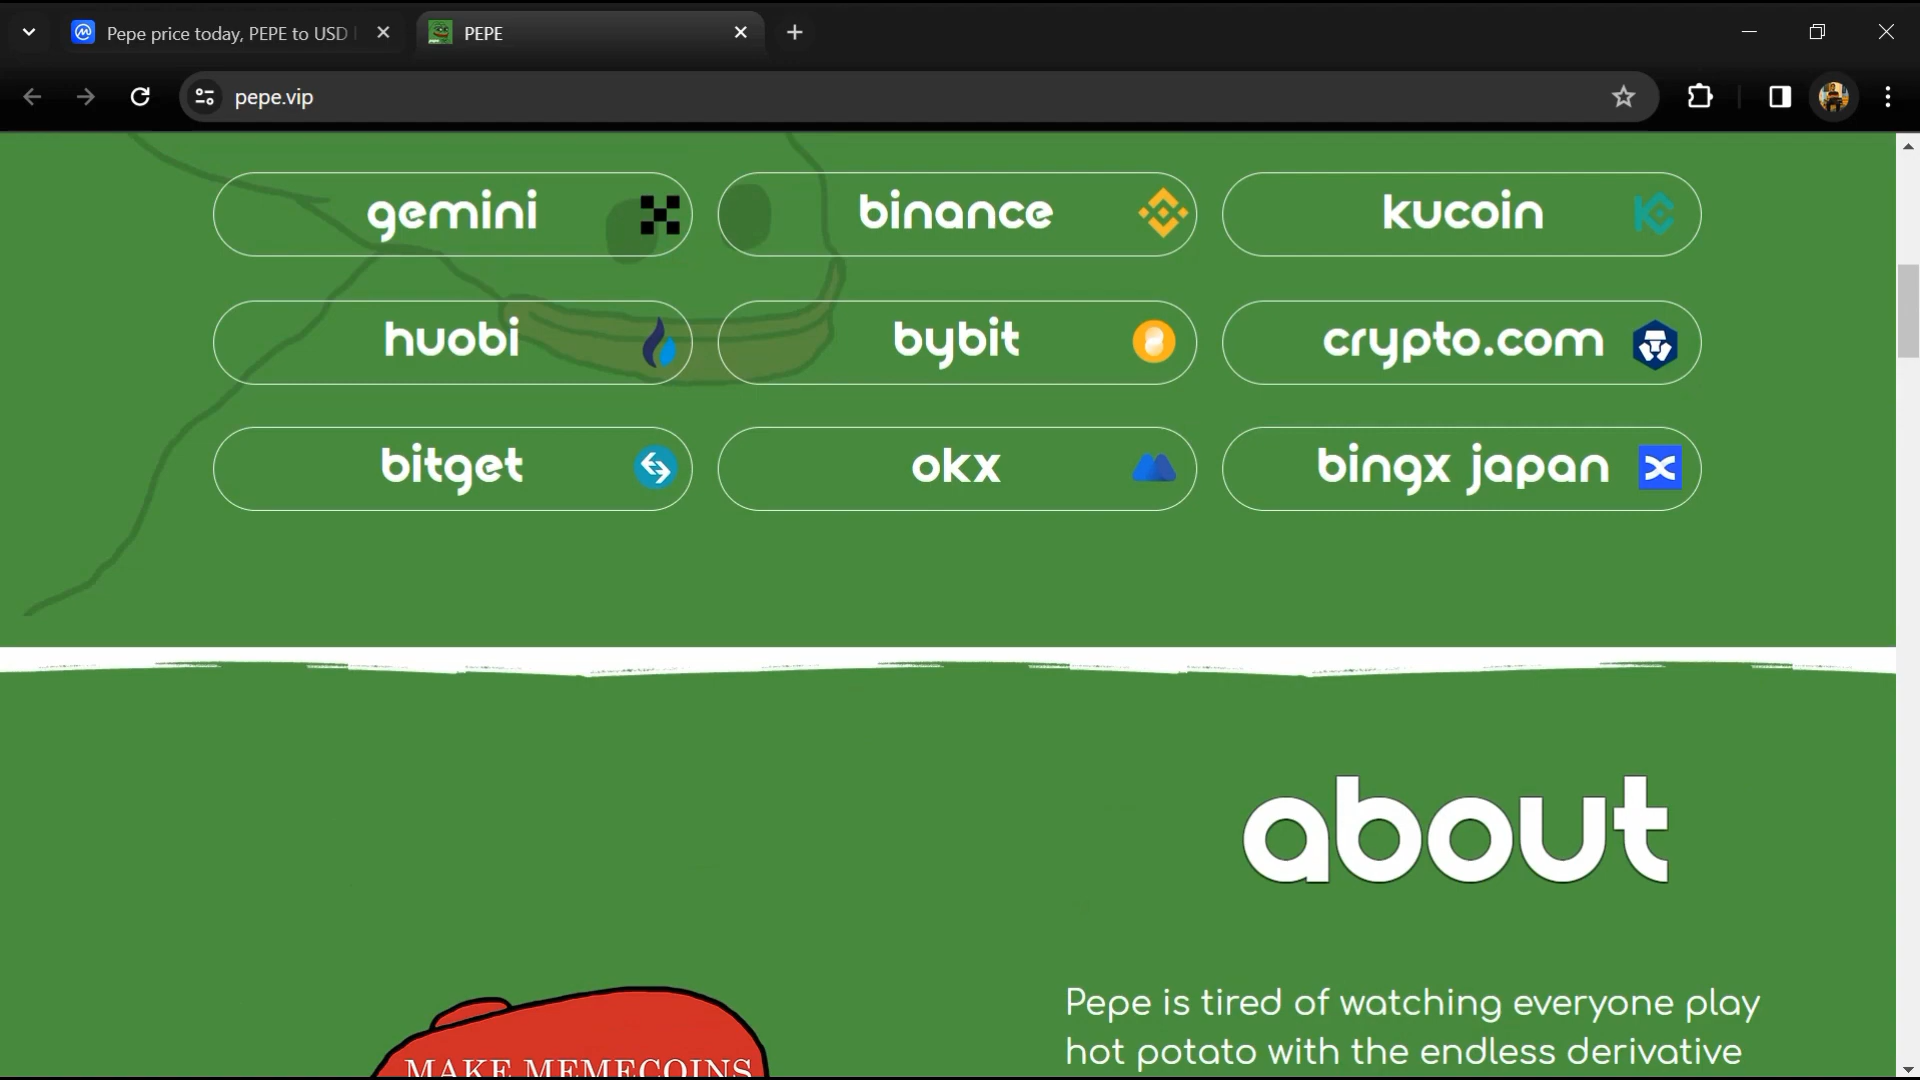 Pepe price today, PEPE to USD
PEPE
pepe.vip
gemini
binance
kucoin
huobi
bybit
crypto.com
bitget
okx
bingx japan
about
Pepe is tired of watching everyone play
hot potato with the endless derivative
MAKE MEMECOINS